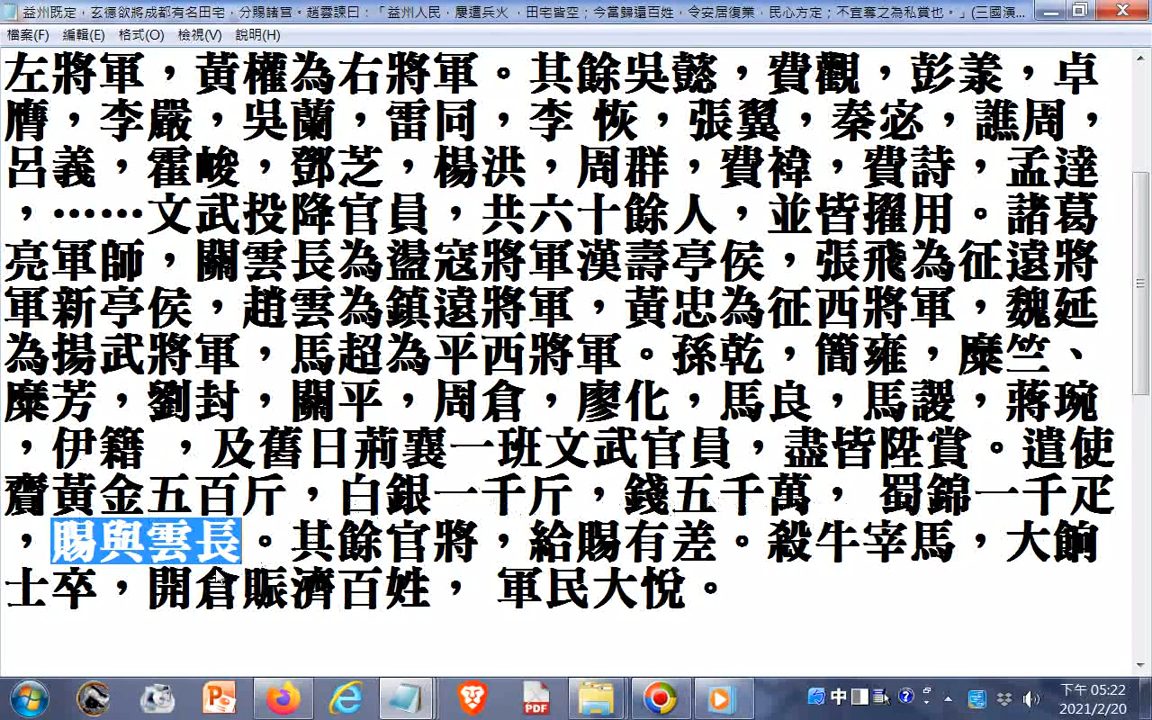 益州既定，玄德欲將成都有名田宅，分賜諸官。趙雲諫曰：「益州人民，屢遭兵火，田宅皆空；今當歸還百姓，令安居復業，民心方定；不宜奪之為私賞也。」(三國演...
檔案(F) 編輯(E) 格式(O) 檢視(V) 說明(H)
左將軍，黃權為右將軍。其餘吳懿，費觀，彭羕，卓
膺，李嚴，吳蘭，雷同，李 恢，張翼，秦宓，譙周，
呂義，霍峻，鄧芝，楊洪，周群，費禕，費詩，孟達
，……文武投降官員，共六十餘人，並皆擢用。諸葛
亮軍師，關雲長為盪寇將軍漢壽亭侯，張飛為征遠將
軍新亭侯，趙雲為鎮遠將軍，黃忠為征西將軍，魏延
為揚武將軍，馬超為平西將軍。孫乾，簡雍，糜竺、
糜芳，劉封，關平，周倉，廖化，馬良，馬謖，蔣琬
，伊籍 ，及舊日荊襄一班文武官員，盡皆陞賞。遣使
齎黃金五百斤，白銀一千斤，錢五千萬， 蜀錦一千疋
，賜與雲長。其餘官將，給賜有差。殺牛宰馬，大餉
士卒，開倉賑濟百姓， 軍民大悅。
中
下午 05:22
2021/2/20
PDF